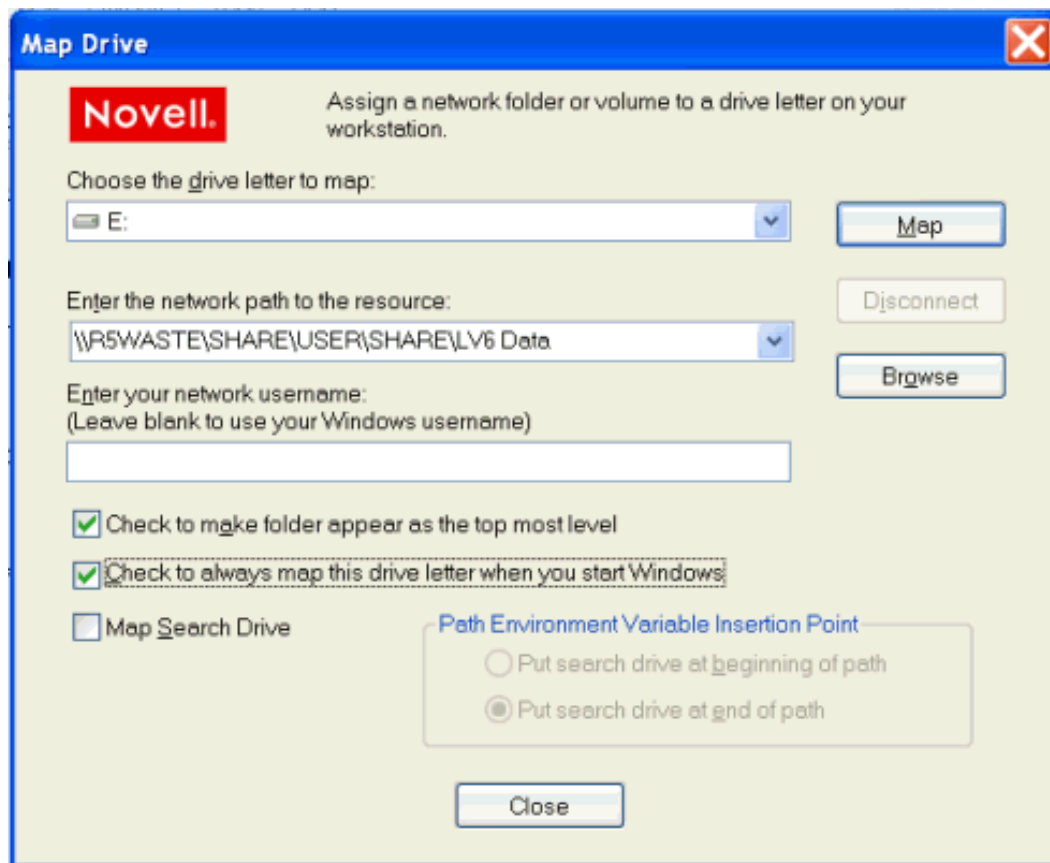 Map Drive
Novell.
Assign a network folder or volume to a drive letter on your
workstation.
Choose the drive letter to map:
E:
Map
Enter the network path to the resource:
Disconnect
\\R5WASTE\SHARE\USER\SHARE\LV6 Data
Browse
Enter your network username:
(Leave blank to use your Windows username)
Check to make folder appear as the top most level
Check to always map this drive letter when you start Windows
Map Search Drive
Path Environment Variable Insertion Point
Put search drive at beginning of path
Put search drive at end of path
Close